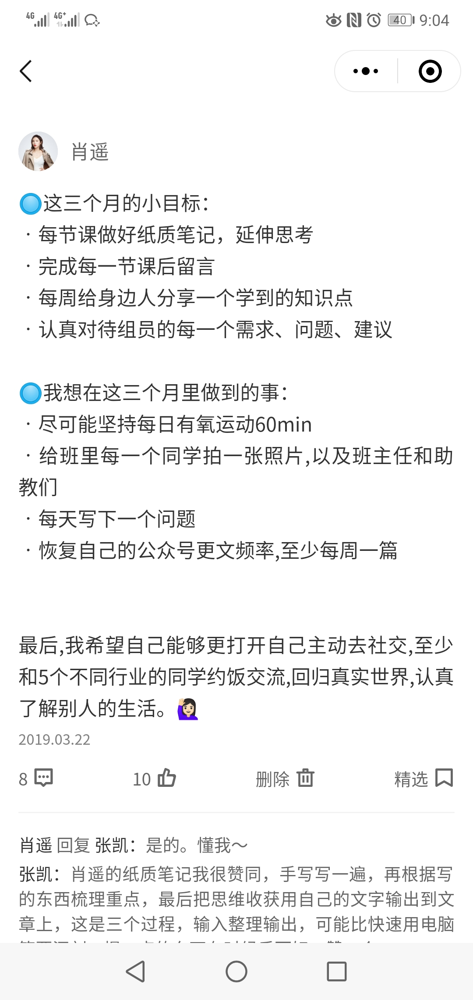 4G 4G+ 40 9:04
肖遥
这三个月的小目标：
· 每节课做好纸质笔记，延伸思考
· 完成每一节课后留言
· 每周给身边人分享一个学到的知识点
· 认真对待组员的每一个需求、问题、建议
我想在这三个月里做到的事：
· 尽可能坚持每日有氧运动60min
· 给班里每一个同学拍一张照片,以及班主任和助
教们
· 每天写下一个问题
· 恢复自己的公众号更文频率,至少每周一篇
最后,我希望自己能够更打开自己主动去社交,至少
和5个不同行业的同学约饭交流,回归真实世界,认真
了解别人的生活。🙋🏻‍♀️
2019.03.22
8 10 删除 精选
肖遥 回复 张凯：是的。懂我～
张凯：肖遥的纸质笔记我很赞同，手写写一遍，再根据写
的东西梳理重点，最后把思维收获用自己的文字输出到文
章上，这是三个过程，输入整理输出，可能比快速用电脑